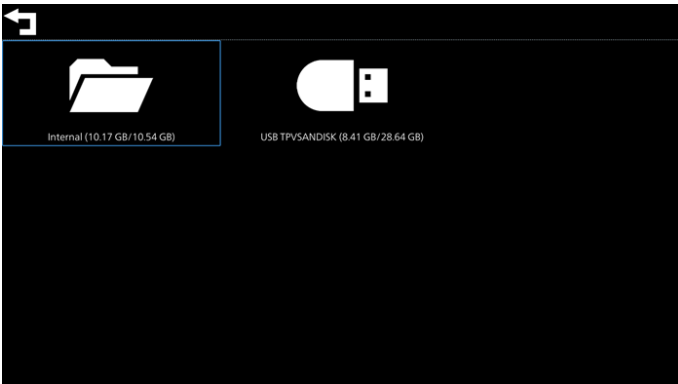 Internal (10.17 GB/10.54 GB)
USB TPVSANDISK (8.41 GB/28.64 GB)